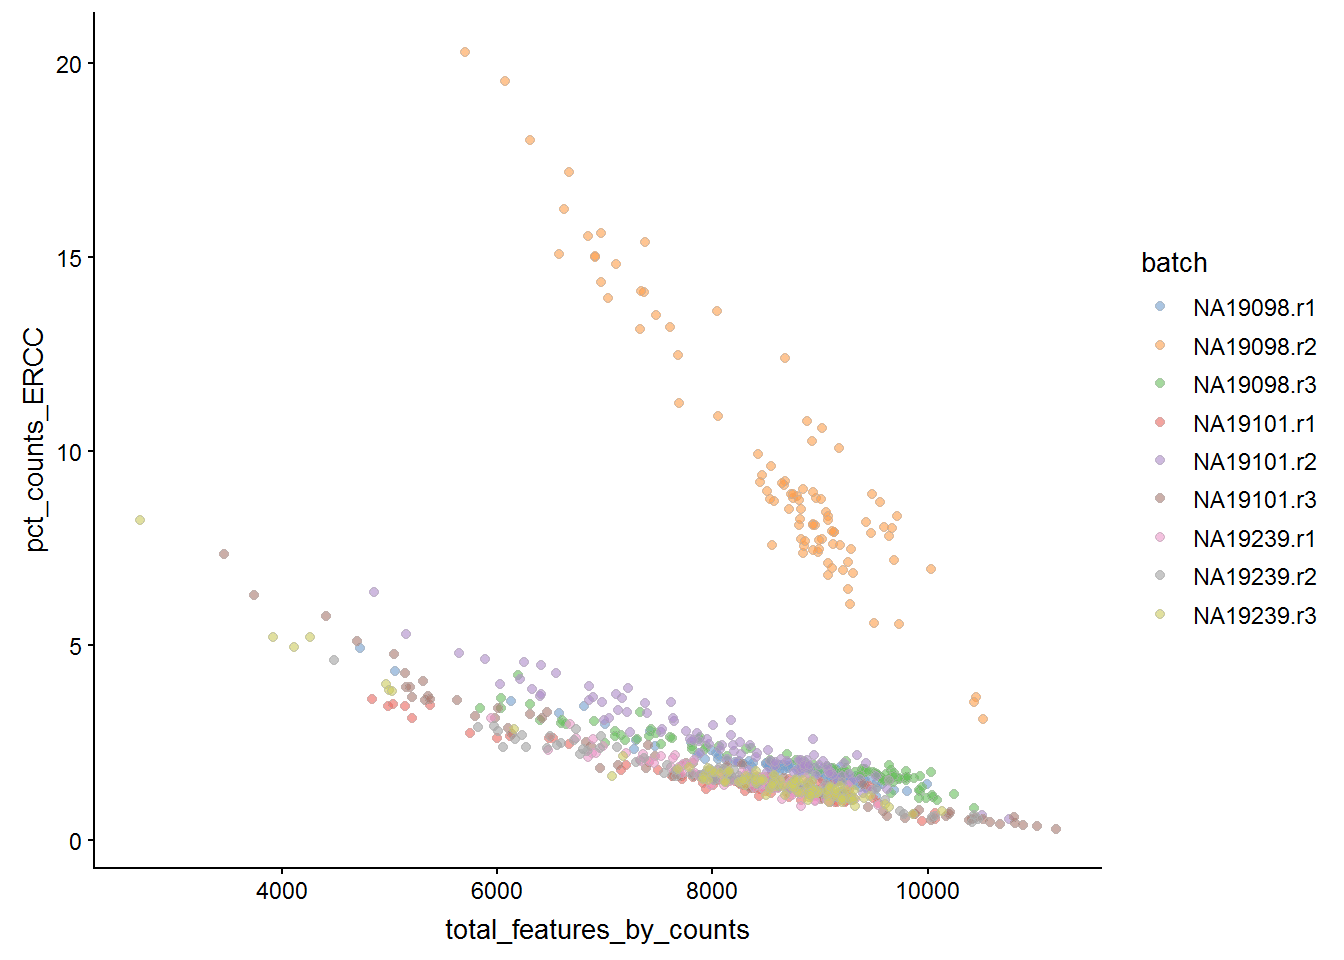 20
15
10
5
0
pct_counts_ERCC
4000
6000
8000
10000
total_features_by_counts
batch
NA19098.r1
NA19098.r2
NA19098.r3
NA19101.r1
NA19101.r2
NA19101.r3
NA19239.r1
NA19239.r2
NA19239.r3